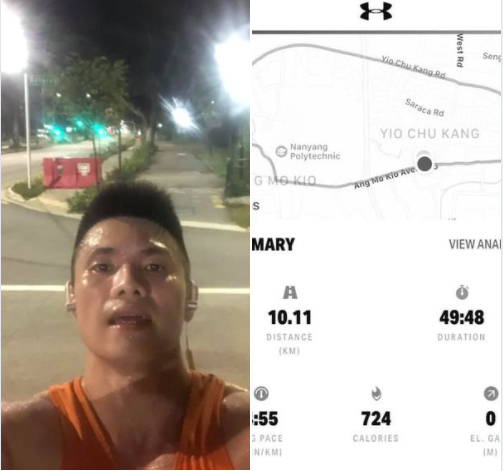 Yio Chu Kang Rd
West Rd
Seng
Saraca Rd
YIO CHU KANG
Nanyang
Polytechnic
G MO KIO
Ang Mo Kio Ave
S
MARY
VIEW ANA
10.11
49:48
DISTANCE
(KM)
DURATION
:55
724
0
G PACE
CALORIES
EL. GA
N/KM)
(M)